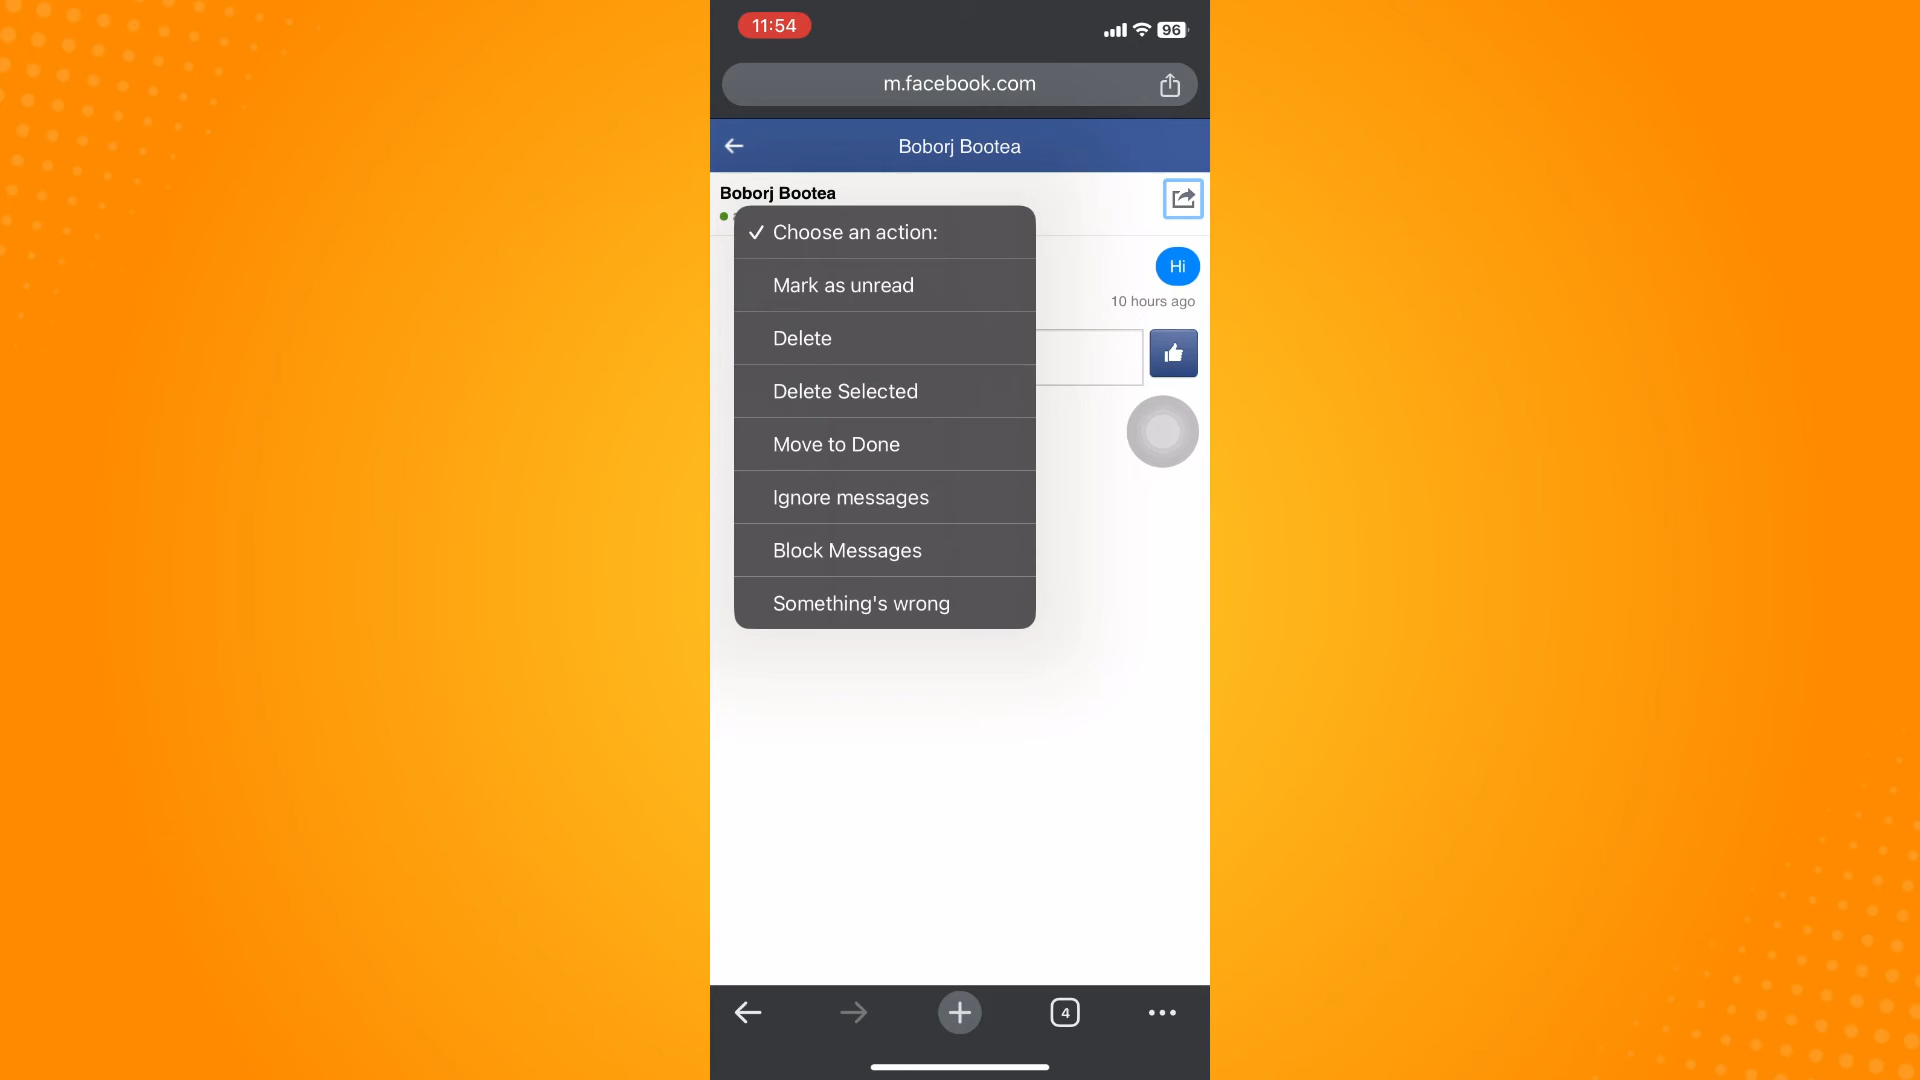 11:54
96
m.facebook.com
Boborj Bootea
Boborj Bootea
Choose an action:
Mark as unread
Delete
Delete Selected
Move to Done
Ignore messages
Block Messages
Something's wrong
Hi
10 hours ago
4